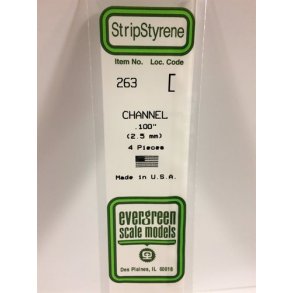 StripStyrene
Item No. Loc. Code
263
CHANNEL
.100"
(2.5 mm)
4 Pieces
Made in U.S.A.
evergreen
scale models
Des Plaines, IL 60018